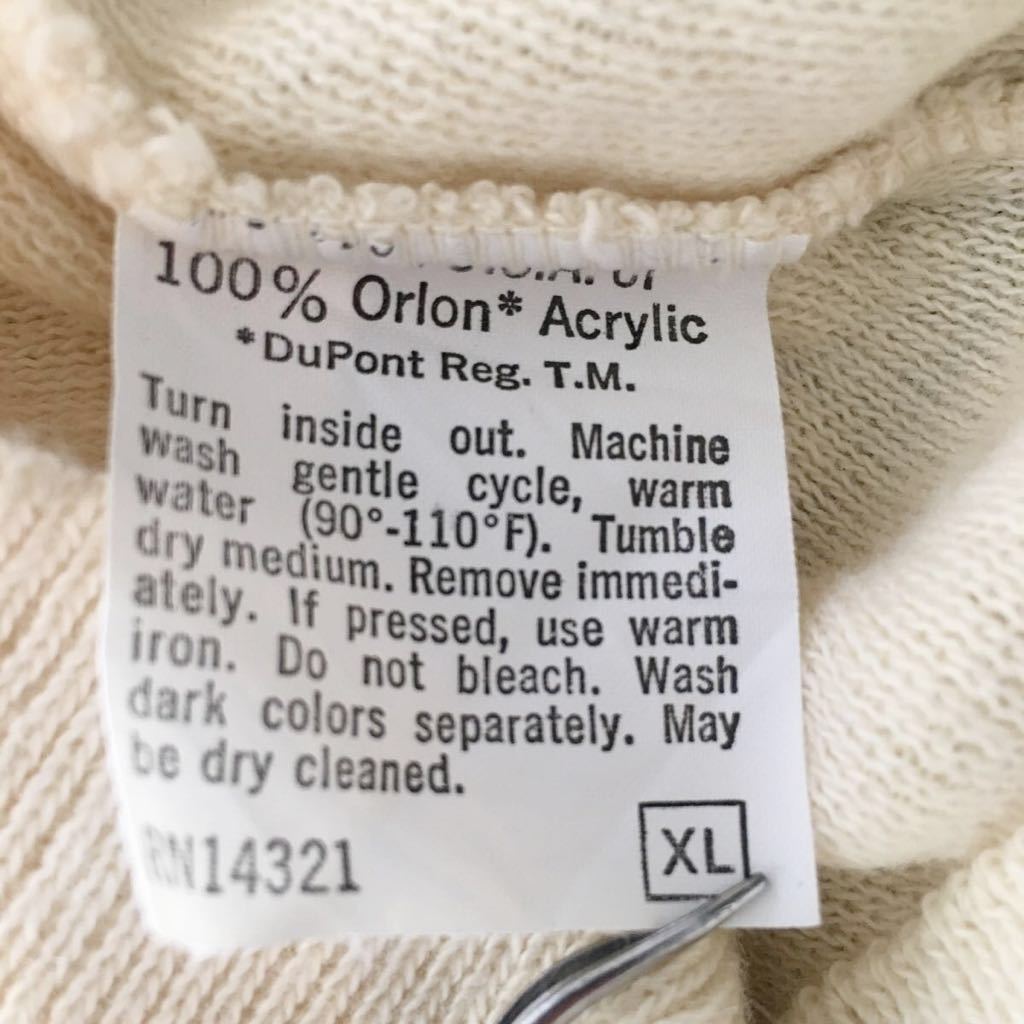 U.S.A. of
100% Orlon* Acrylic
*DuPont Reg. T.M.
Turn inside out. Machine
wash gentle cycle, warm
water (90°-110°F). Tumble
dry medium. Remove immedi-
ately. If pressed, use warm
iron. Do not bleach. Wash
dark colors separately. May
be dry cleaned.
RN14321
XL